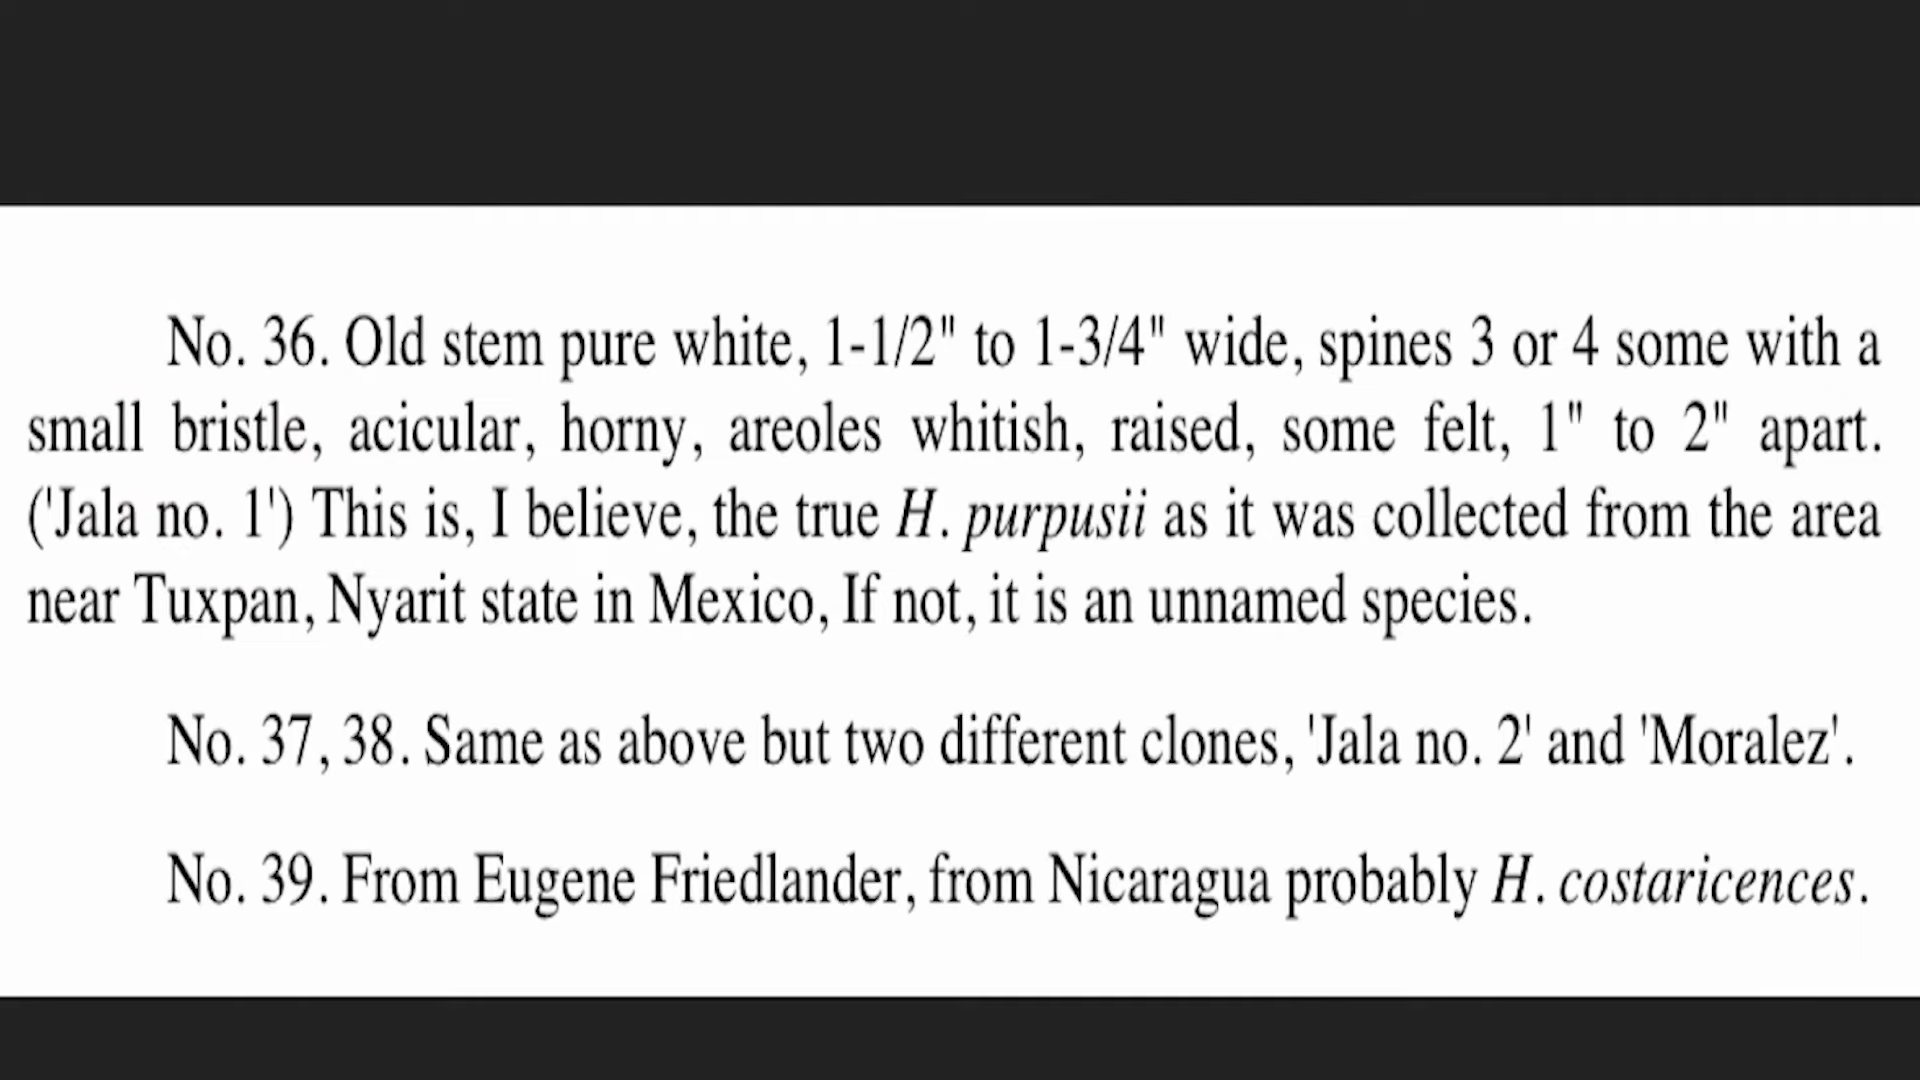 No. 36. Old stem pure white, 1-1/2" to 1-3/4" wide, spines 3 or 4 some with a
small bristle, acicular, horny, areoles whitish, raised, some felt, 1" to 2" apart.
('Jala no. 1') This is, I believe, the true H. purpusii as it was collected from the area
near Tuxpan, Nyarit state in Mexico, If not, it is an unnamed species.
No. 37, 38. Same as above but two different clones, 'Jala no. 2' and 'Moralez'.
No. 39. From Eugene Friedlander, from Nicaragua probably H. costaricences.